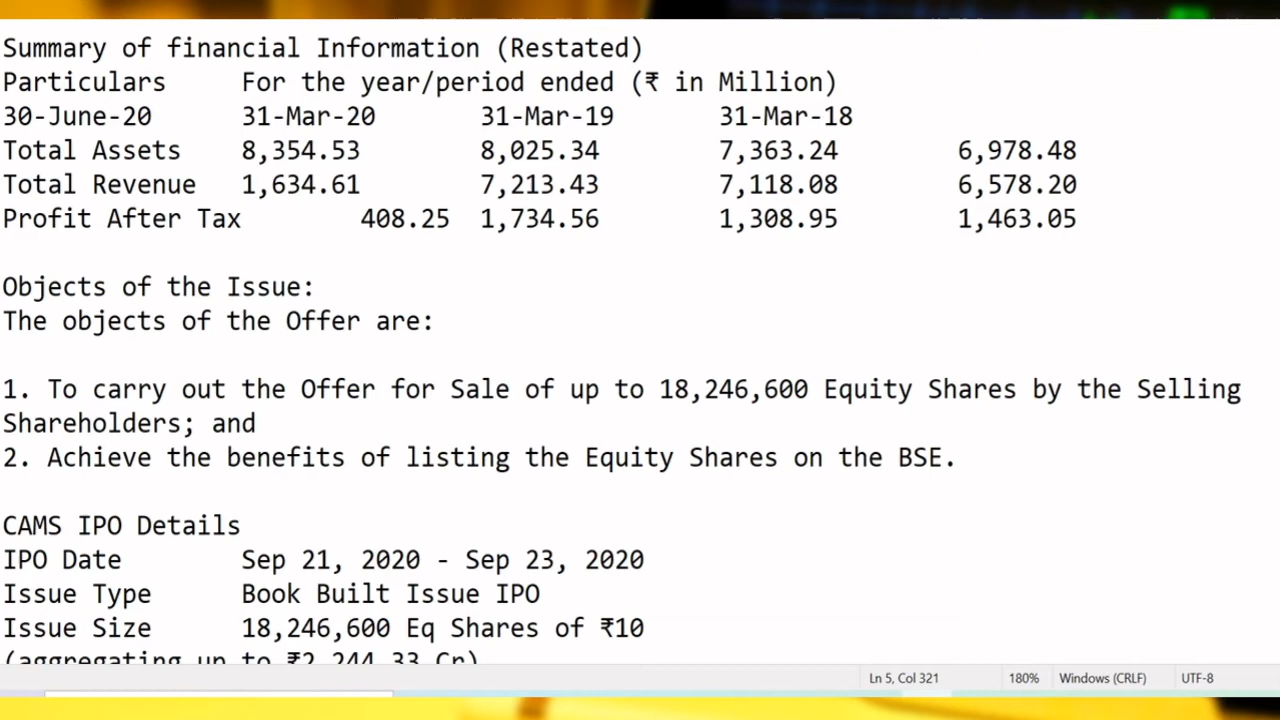 Summary of financial Information (Restated)
Particulars For the year/period ended (₹ in Million)
30-June-20 31-Mar-20 31-Mar-19 31-Mar-18
Total Assets 8,354.53 8,025.34 7,363.24 6,978.48
Total Revenue 1,634.61 7,213.43 7,118.08 6,578.20
Profit After Tax 408.25 1,734.56 1,308.95 1,463.05
Objects of the Issue:
The objects of the Offer are:
1. To carry out the Offer for Sale of up to 18,246,600 Equity Shares by the Selling
Shareholders; and
2. Achieve the benefits of listing the Equity Shares on the BSE.
CAMS IPO Details
IPO Date Sep 21, 2020 - Sep 23, 2020
Issue Type Book Built Issue IPO
Issue Size 18,246,600 Eq Shares of ₹10
(aggregating up to ₹2,244.33 Cr)
Ln 5, Col 321 180% Windows (CRLF) UTF-8